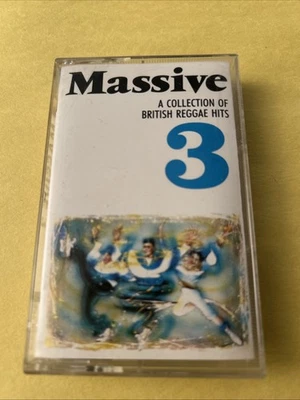 Massive
A COLLECTION OF
BRITISH REGGAE HITS
3